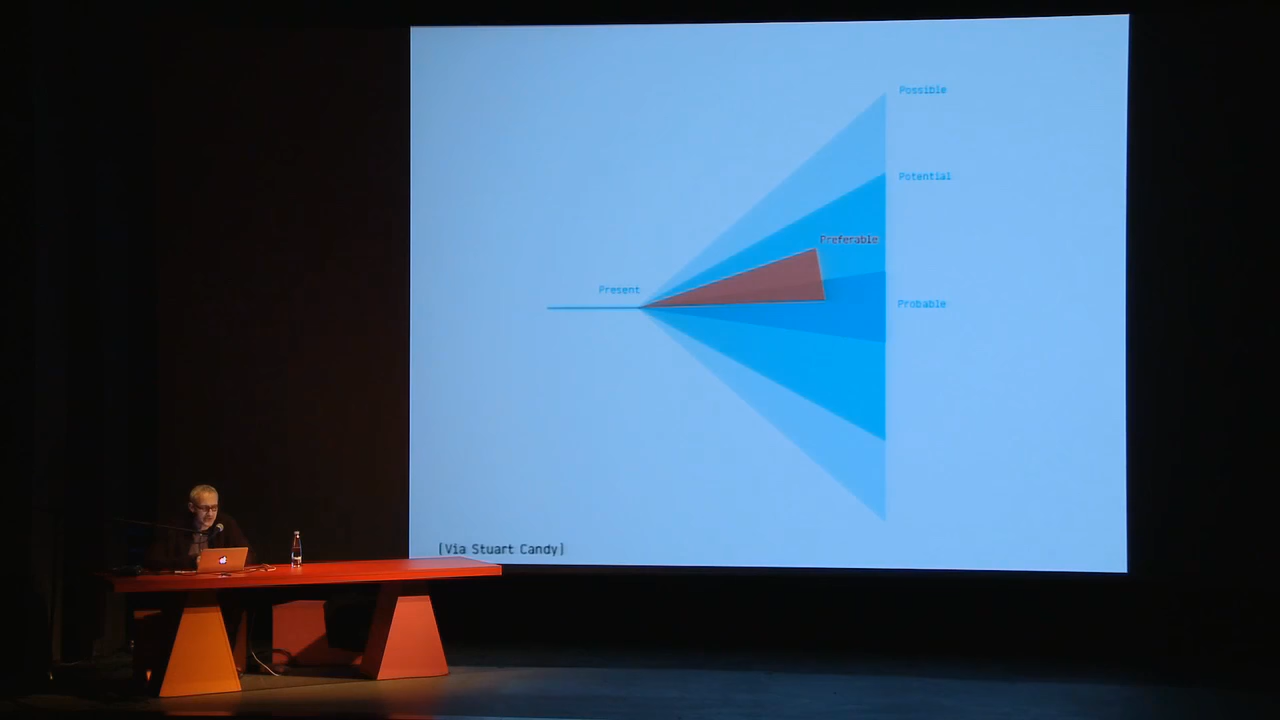 Possible
Potential
Preferable
Present
Probable
[Via Stuart Candy]